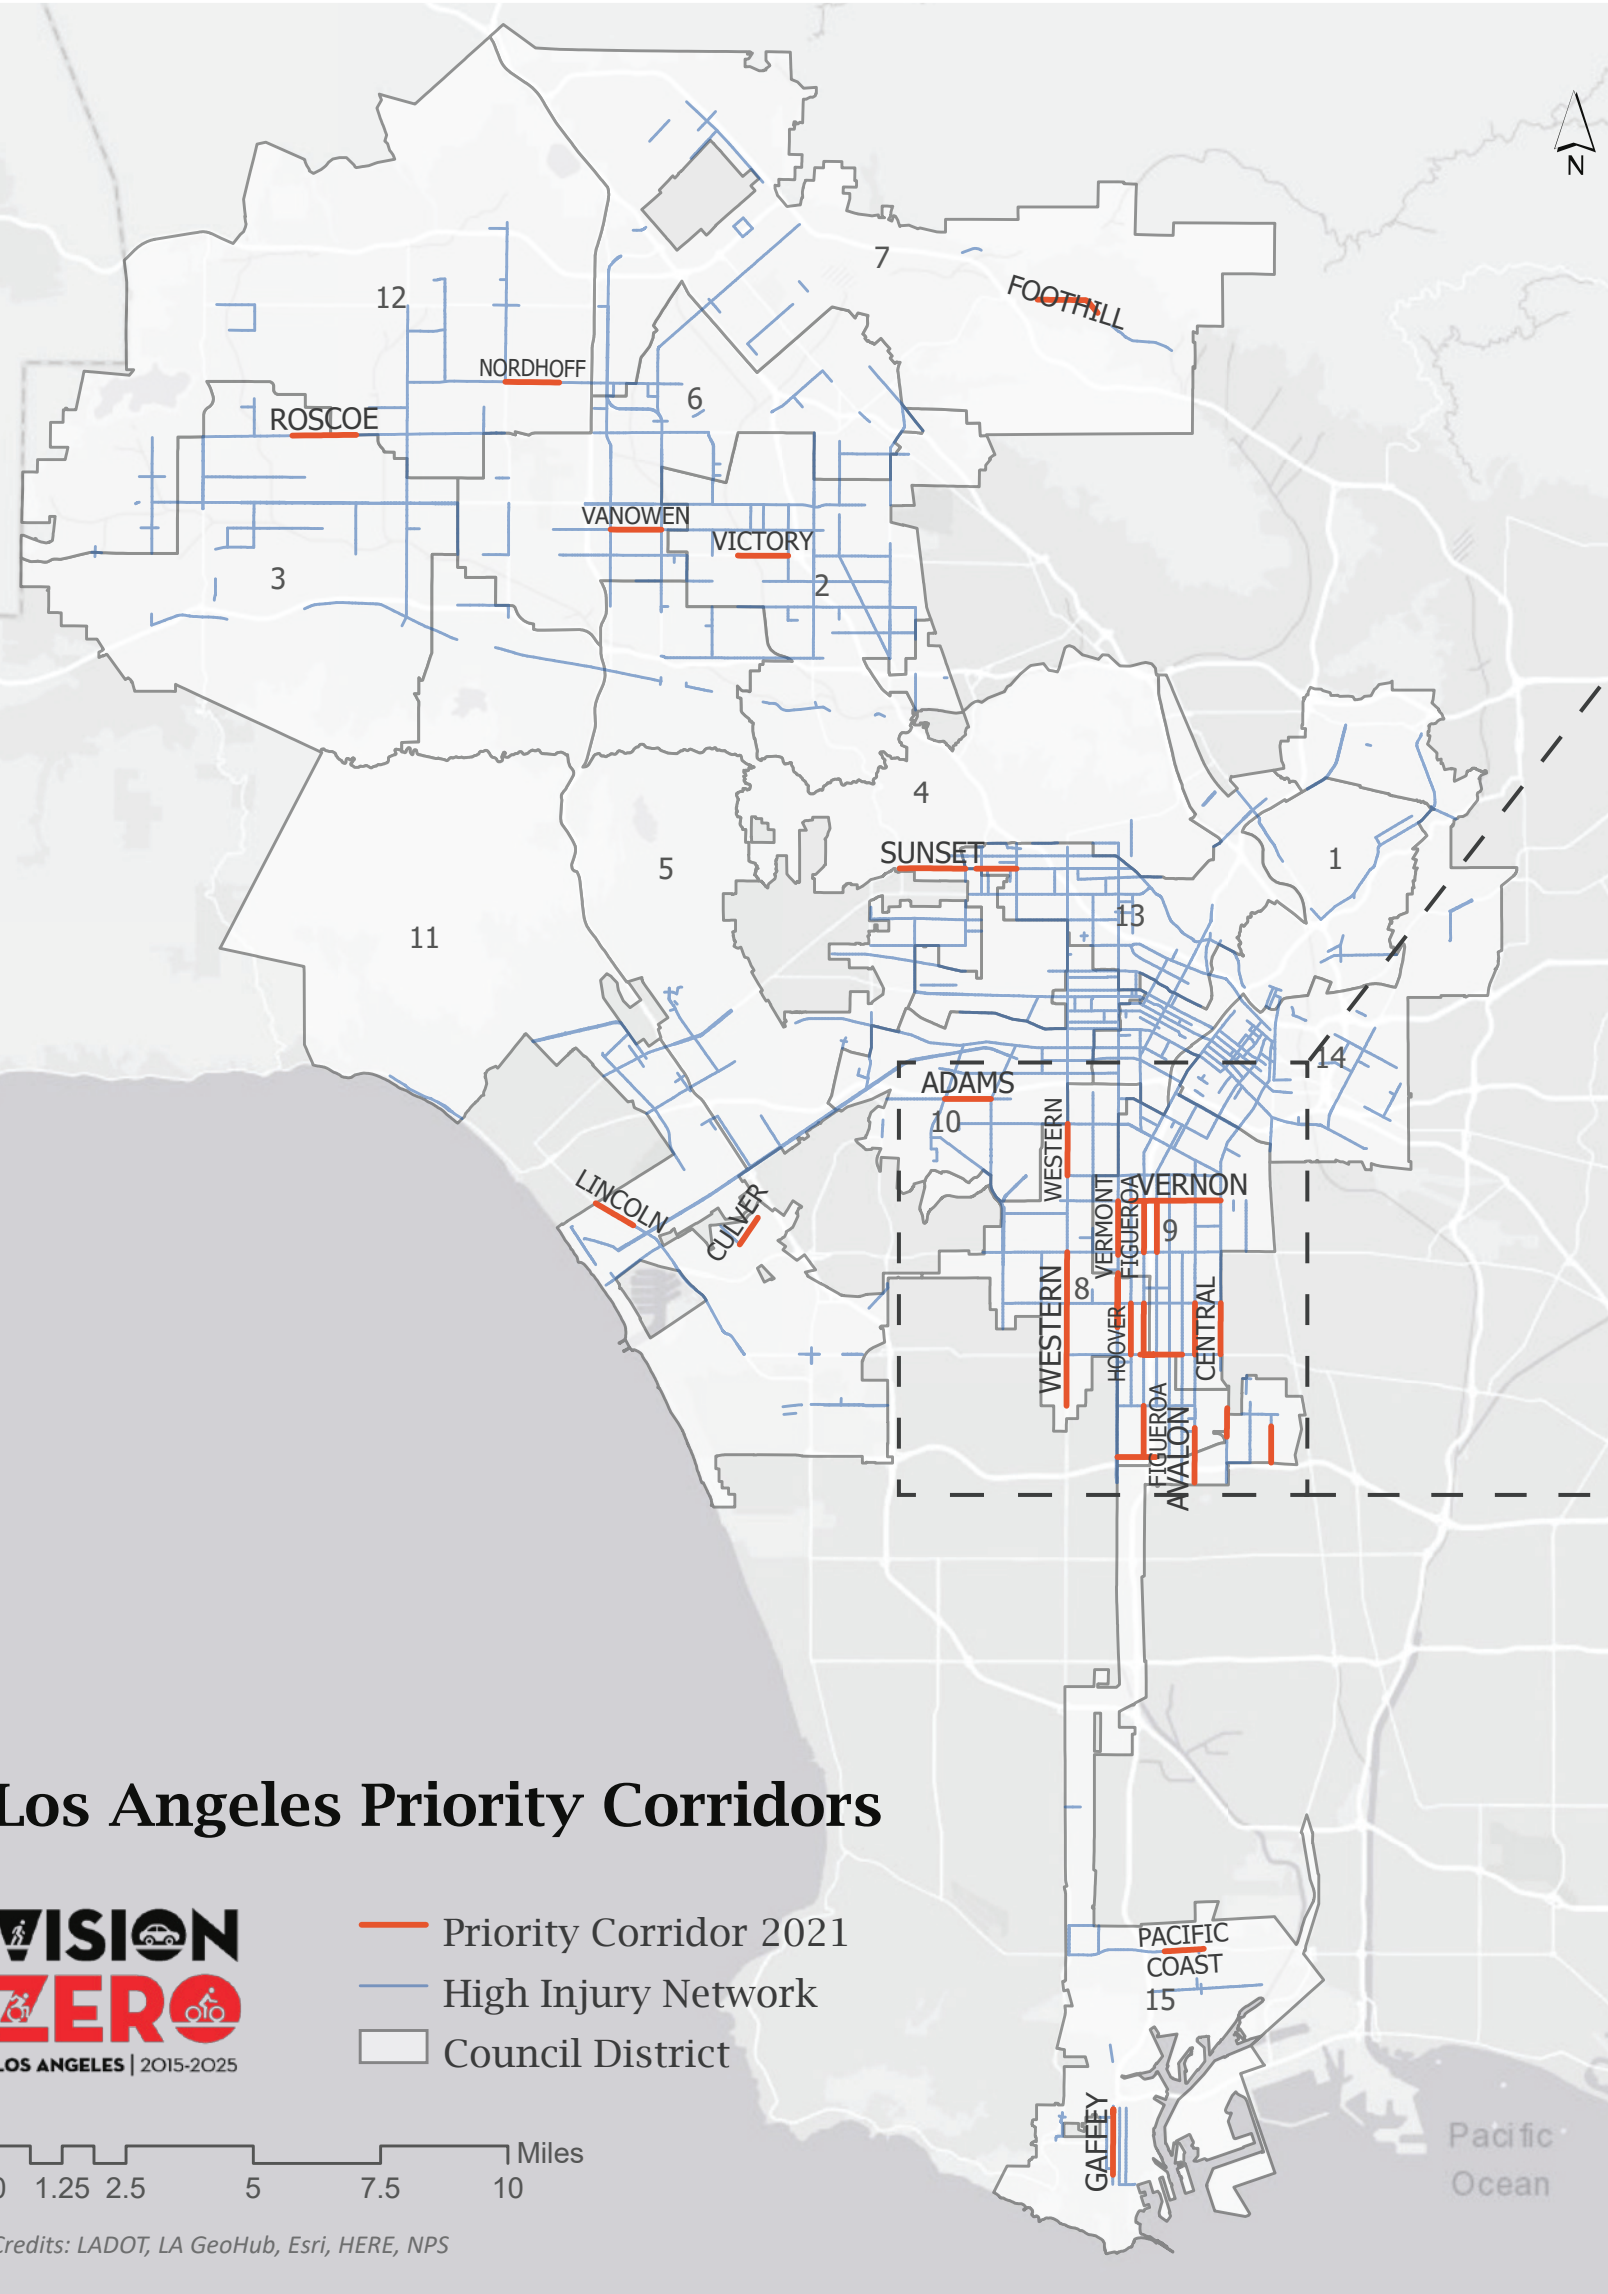 N
7
FOOTHILL
12
NORDHOFF
6
ROSCOE
VANOWEN
VICTORY
3
2
4
SUNSET
5
1
13
11
14
ADAMS
10
WESTERN
LINCOLN
CULVER
VERMONT
FIGUEROA
VERNON
9
8
WESTERN
HOOVER
CENTRAL
FIGUEROA
AVALON
Los Angeles Priority Corridors
VISION
ZERO
LOS ANGELES | 2015-2025
Priority Corridor 2021
High Injury Network
Council District
PACIFIC
COAST
15
GAFFEY
Miles
0 1.25 2.5 5 7.5 10
Credits: LADOT, LA GeoHub, Esri, HERE, NPS
Pacific
Ocean